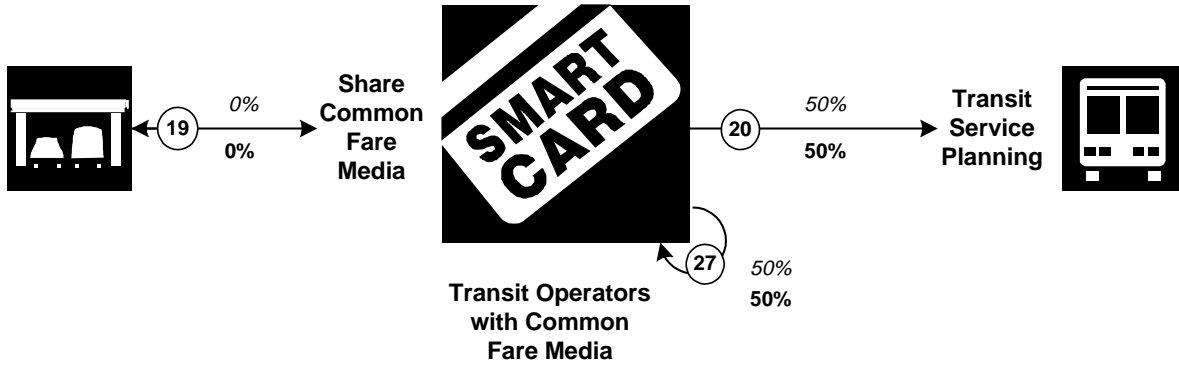 19
0%
0%
Share
Common
Fare
Media
SMART
CARD
20
50%
50%
Transit
Service
Planning
27
50%
50%
Transit Operators
with Common
Fare Media